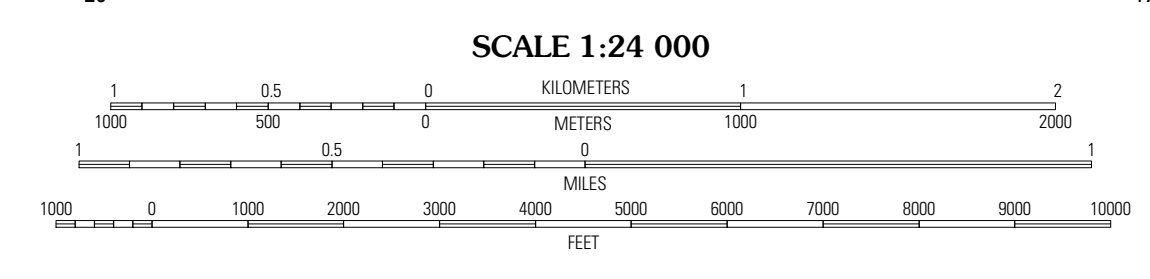 SCALE 1:24 000
1 0.5 0 KILOMETERS 1 2
1000 500 0 METERS 1000 2000
1 0.5 0 1
MILES
1000 0 1000 2000 3000 4000 5000 6000 7000 8000 9000 10000
FEET